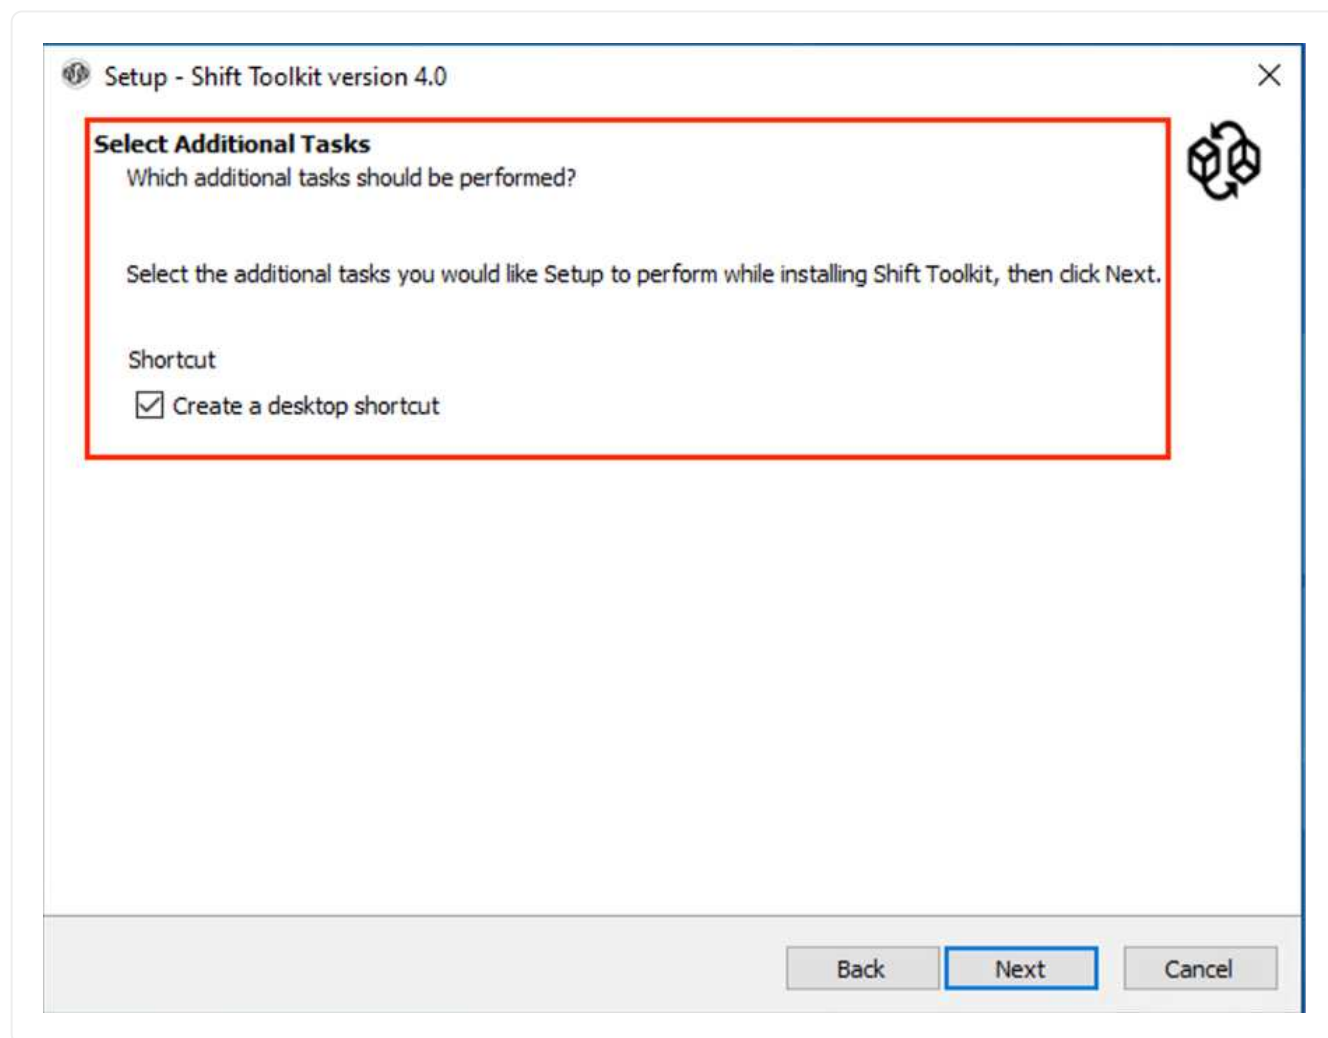 Setup - Shift Toolkit version 4.0
Select Additional Tasks
Which additional tasks should be performed?
Select the additional tasks you would like Setup to perform while installing Shift Toolkit, then click Next.
Shortcut
Create a desktop shortcut
Back
Next
Cancel